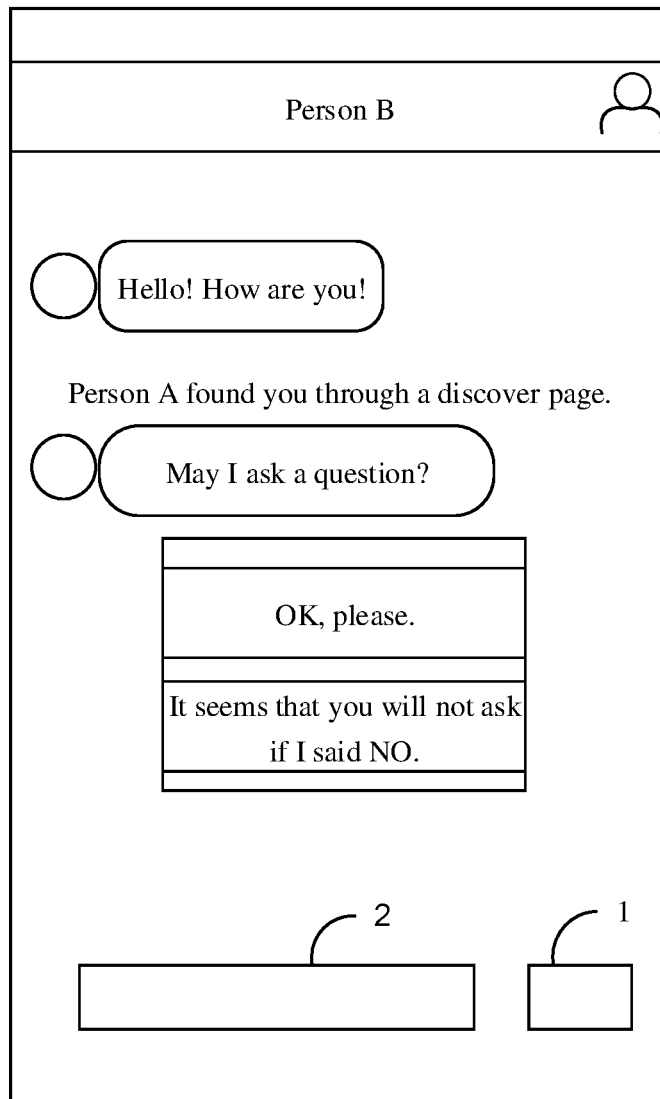 Person B
Hello! How are you!
Person A found you through a discover page.
May I ask a question?
OK, please.
It seems that you will not ask
if I said NO.
2
1